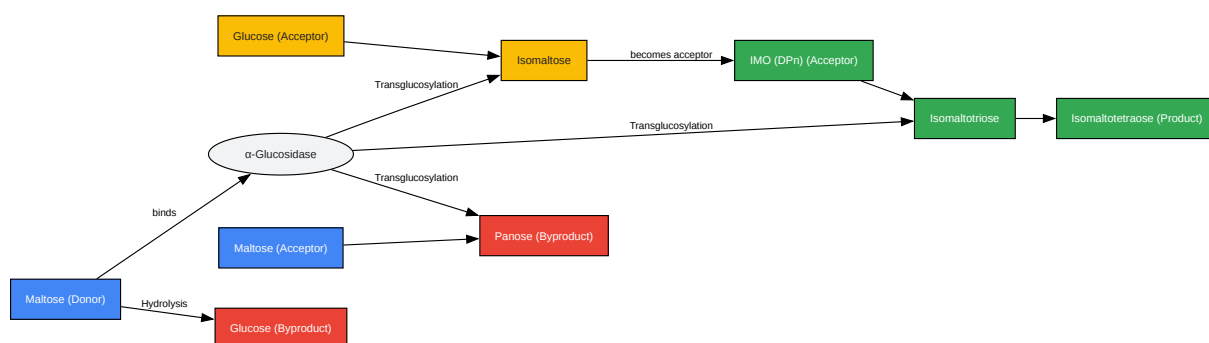 Glucose (Acceptor)
Isomaltose
becomes acceptor
IMO (DPn) (Acceptor)
Transglucosylation
Isomaltotriose
Isomaltotetraose (Product)
Transglucosylation
α-Glucosidase
Transglucosylation
binds
Maltose (Acceptor)
Panose (Byproduct)
Maltose (Donor)
Hydrolysis
Glucose (Byproduct)